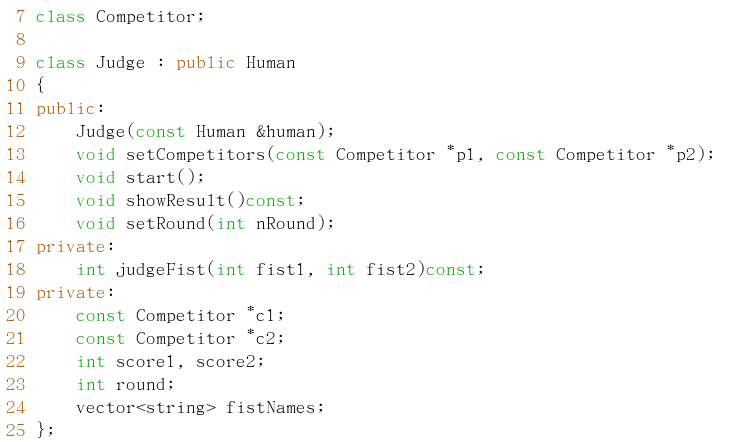 7 class Competitor;
8
9 class Judge : public Human
10 {
11 public:
12     Judge(const Human &human);
13     void setCompetitors(const Competitor *p1, const Competitor *p2);
14     void start();
15     void showResult()const;
16     void setRound(int nRound);
17 private:
18     int judgeFist(int fist1, int fist2)const;
19 private:
20     const Competitor *c1;
21     const Competitor *c2;
22     int score1, score2;
23     int round;
24     vector<string> fistNames;
25 };